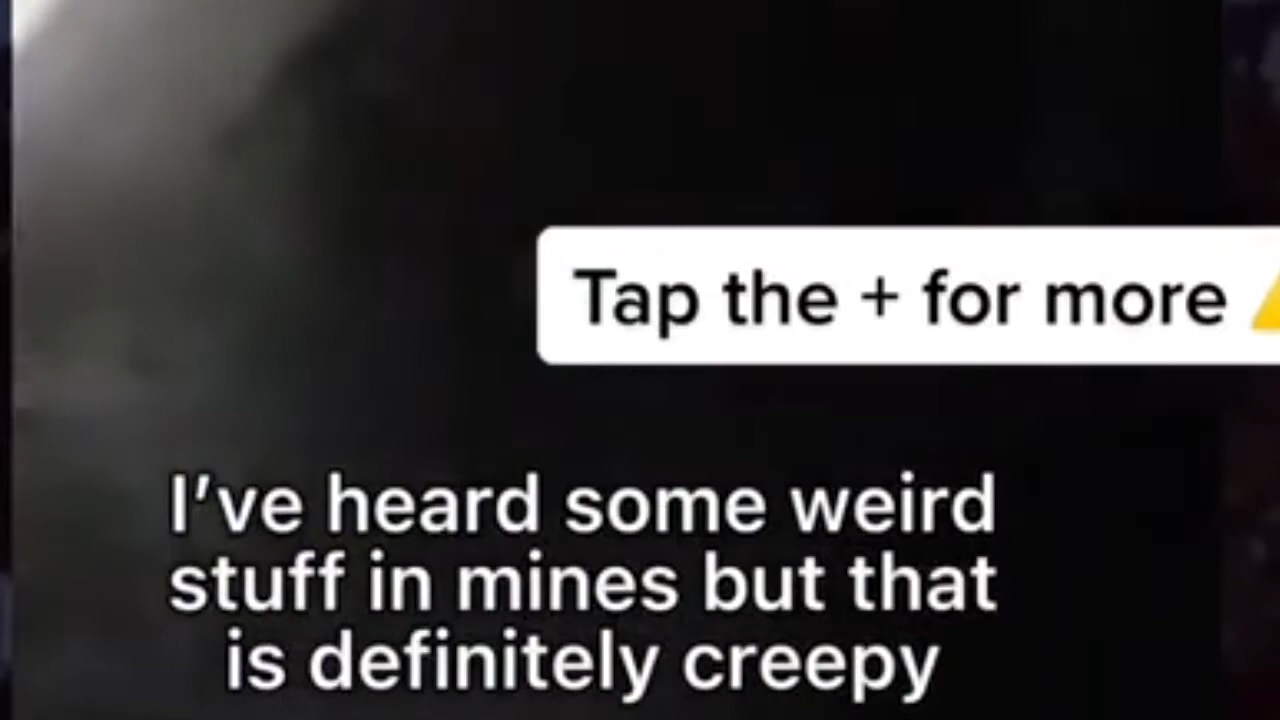 Tap the + for more
I've heard some weird
stuff in mines but that
is definitely creepy